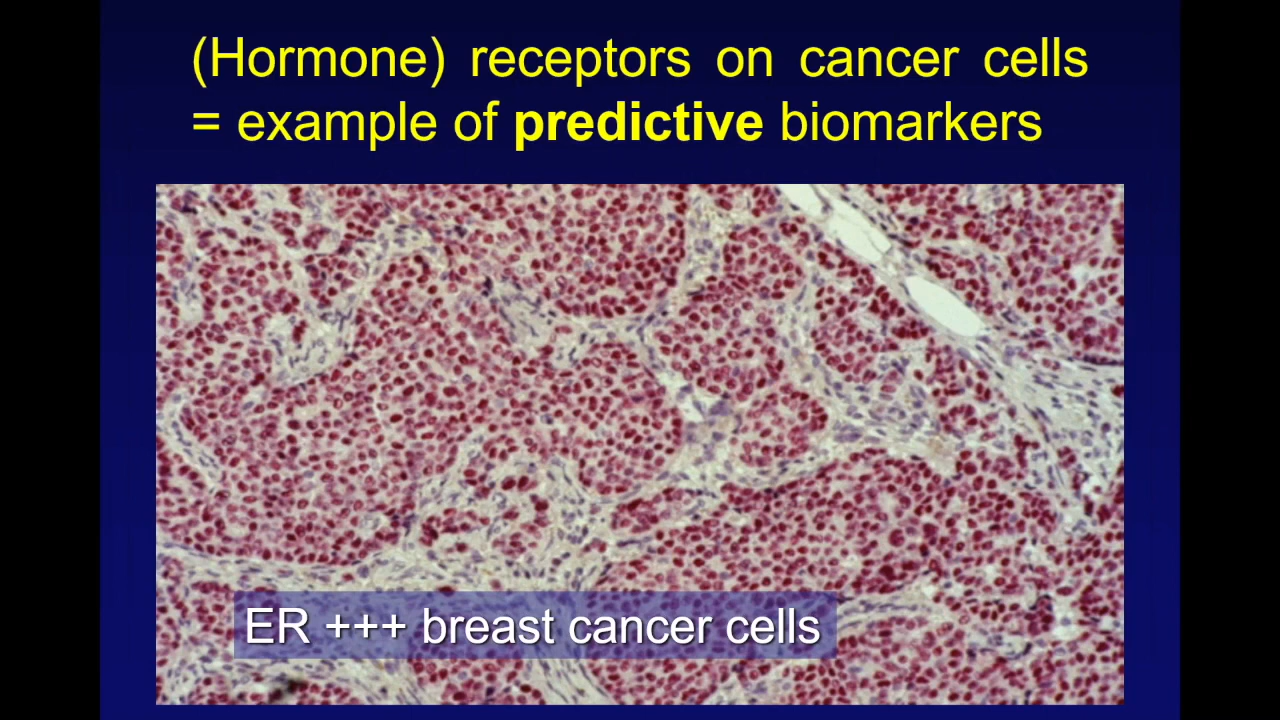 (Hormone) receptors on cancer cells
= example of predictive biomarkers
ER +++ breast cancer cells